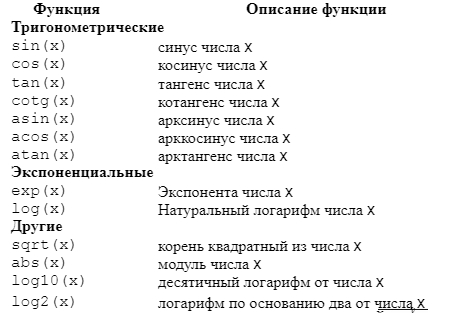 Функция Описание функции
Тригонометрические
sin(x) синус числа X
cos(x) косинус числа X
tan(x) тангенс числа X
cotg(x) котангенс числа X
asin(x) арксинус числа X
acos(x) арккосинус числа X
atan(x) арктангенс числа X
Экспоненциальные
exp(x) Экспонента числа X
log(x) Натуральный логарифм числа X
Другие
sqrt(x) корень квадратный из числа X
abs(x) модуль числа X
log10(x) десятичный логарифм от числа X
log2(x) логарифм по основанию два от числа X